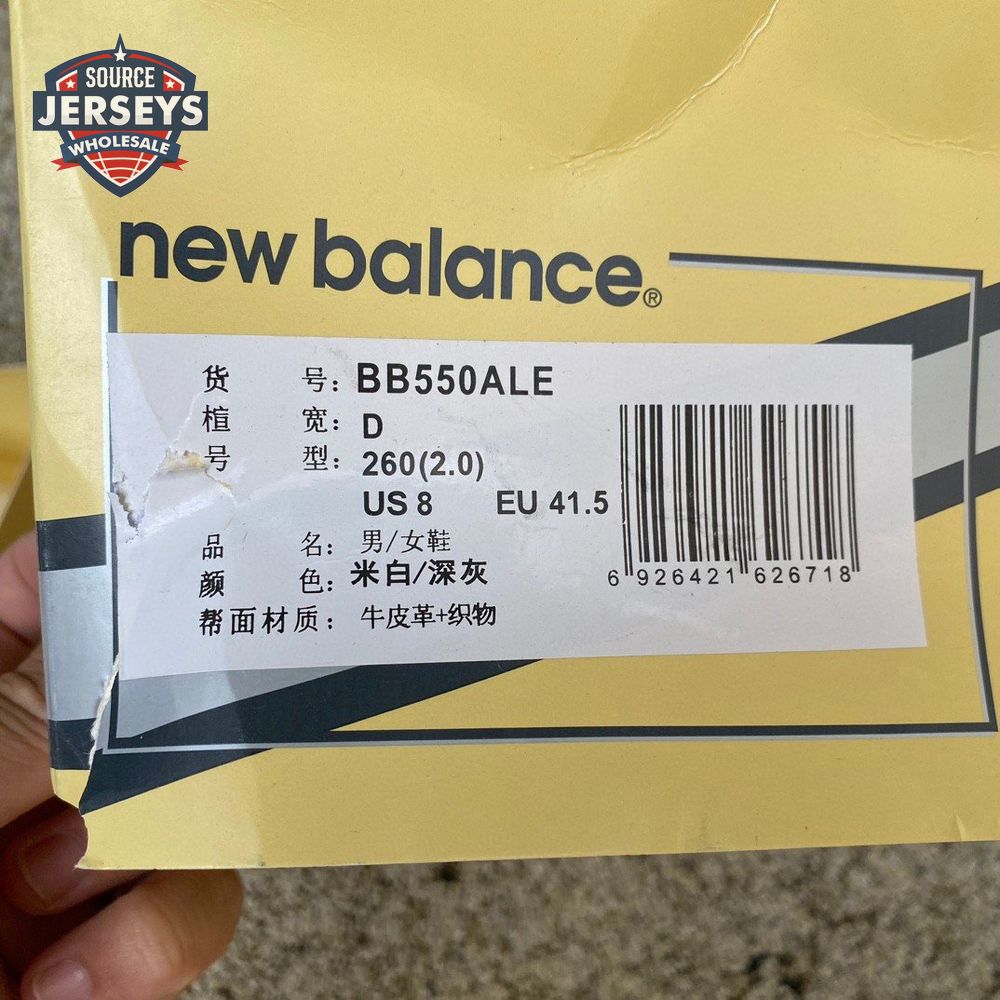 SOURCE
JERSEYS
WHOLESALE
new balance®
货 号: BB550ALE
楦 宽: D
号 型: 260(2.0)
US 8 EU 41.5
品 名: 男/女鞋
颜 色: 米白/深灰
帮面材质: 牛皮革+织物
6 926421 626718